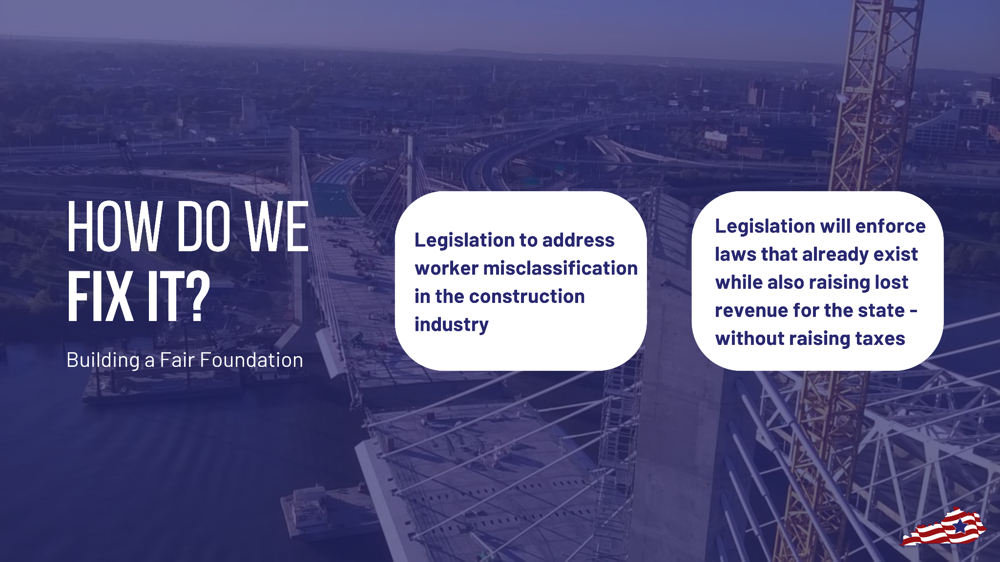 HOW DO WE
FIX IT?
Building a Fair Foundation
Legislation to address
worker misclassification
in the construction
industry
Legislation will enforce
laws that already exist
while also raising lost
revenue for the state -
without raising taxes